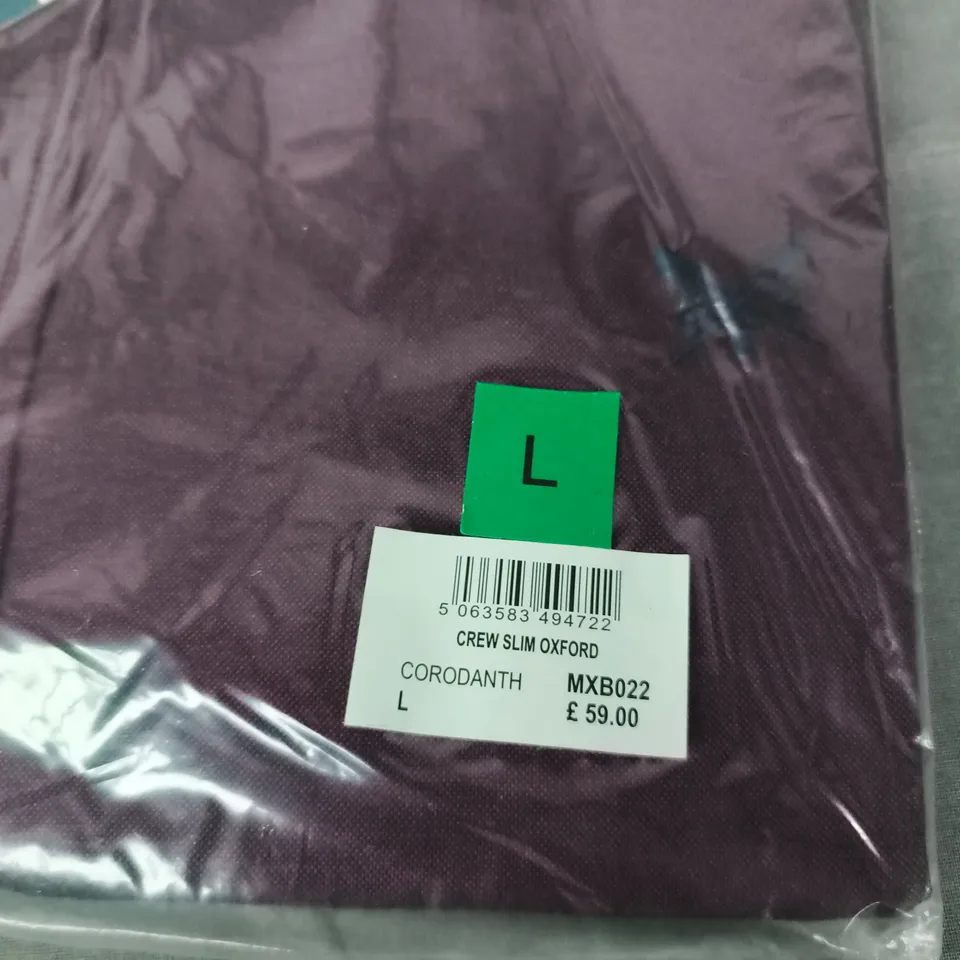 L
5 063583 494722
CREW SLIM OXFORD
CORODANTH MXB022
L £ 59.00